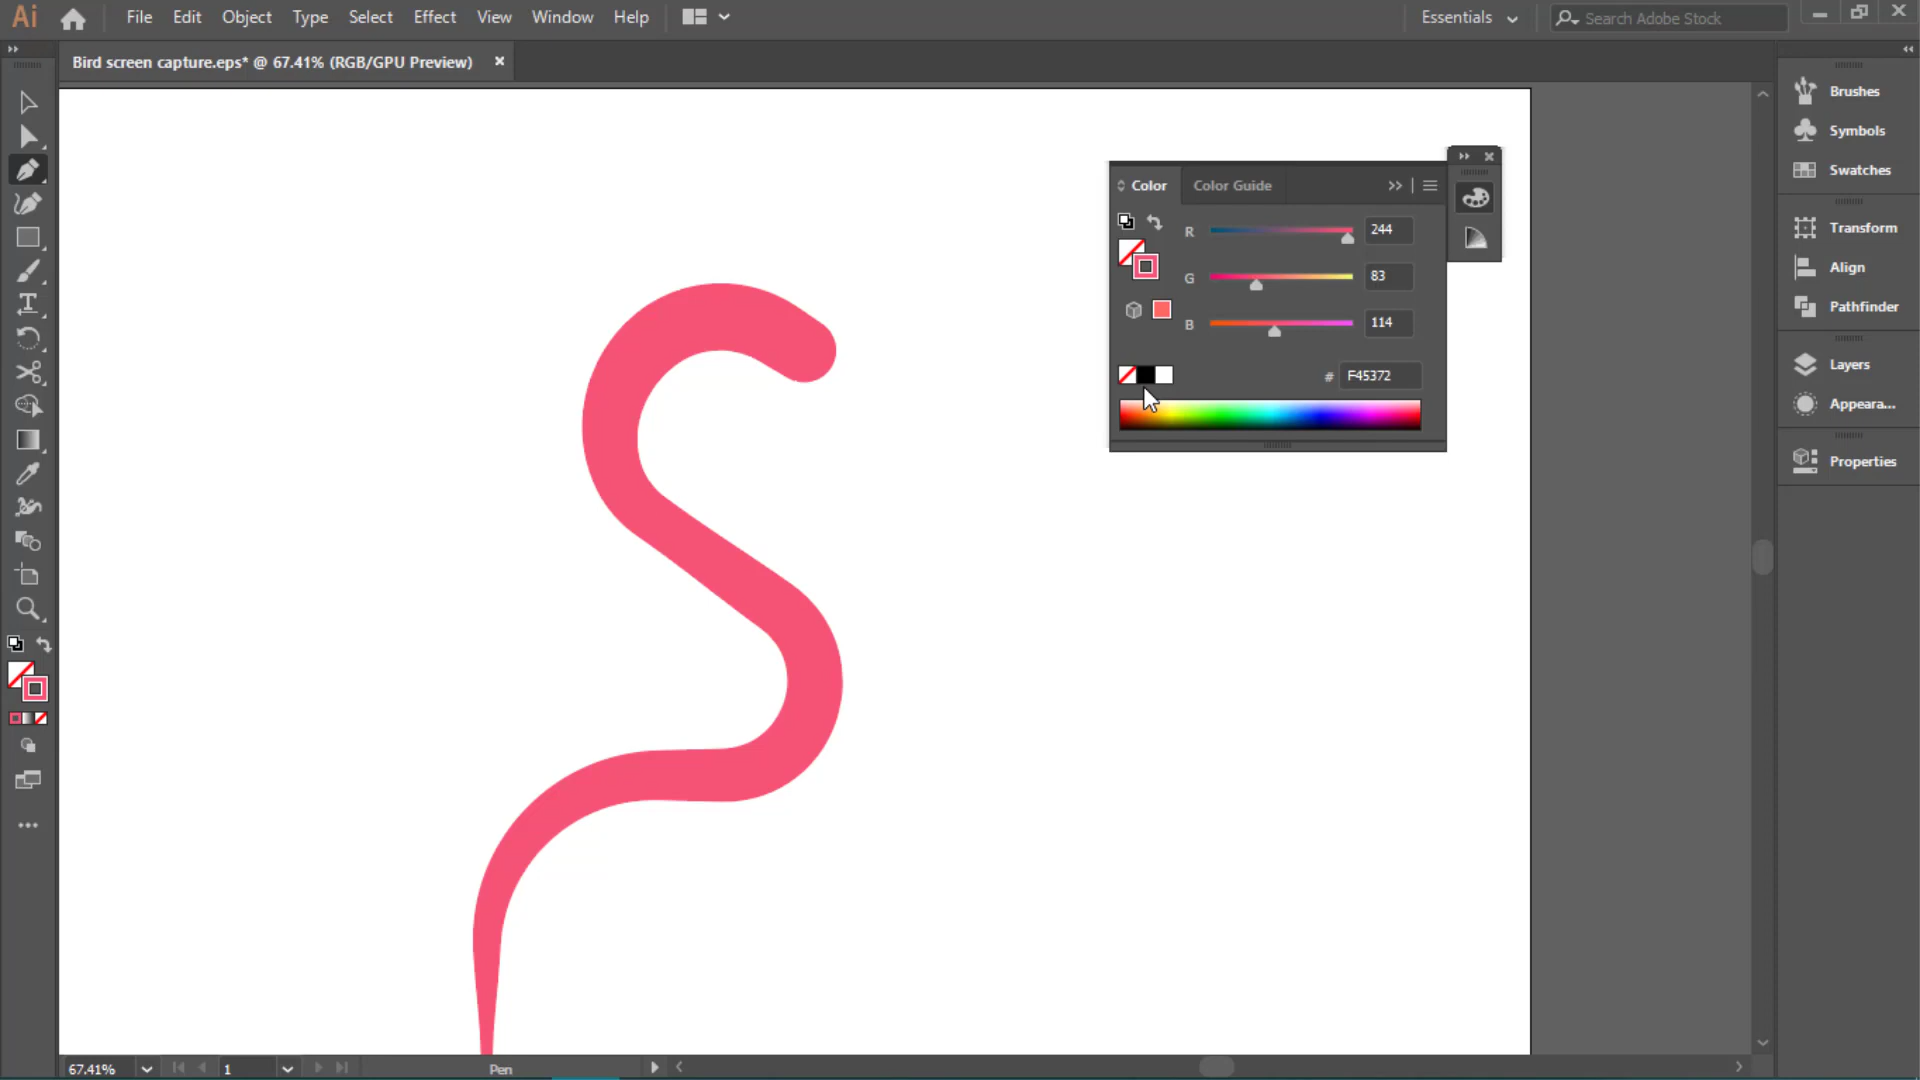 Ai File Edit Object Type Select Effect View Window Help Essentials Search Adobe Stock
Bird screen capture.eps* @ 67.41% (RGB/GPU Preview)
Color Color Guide
R 244
G 83
B 114
# F45372
Brushes
Symbols
Swatches
Transform
Align
Pathfinder
Layers
Appeara...
Properties
67.41% 1 Pen